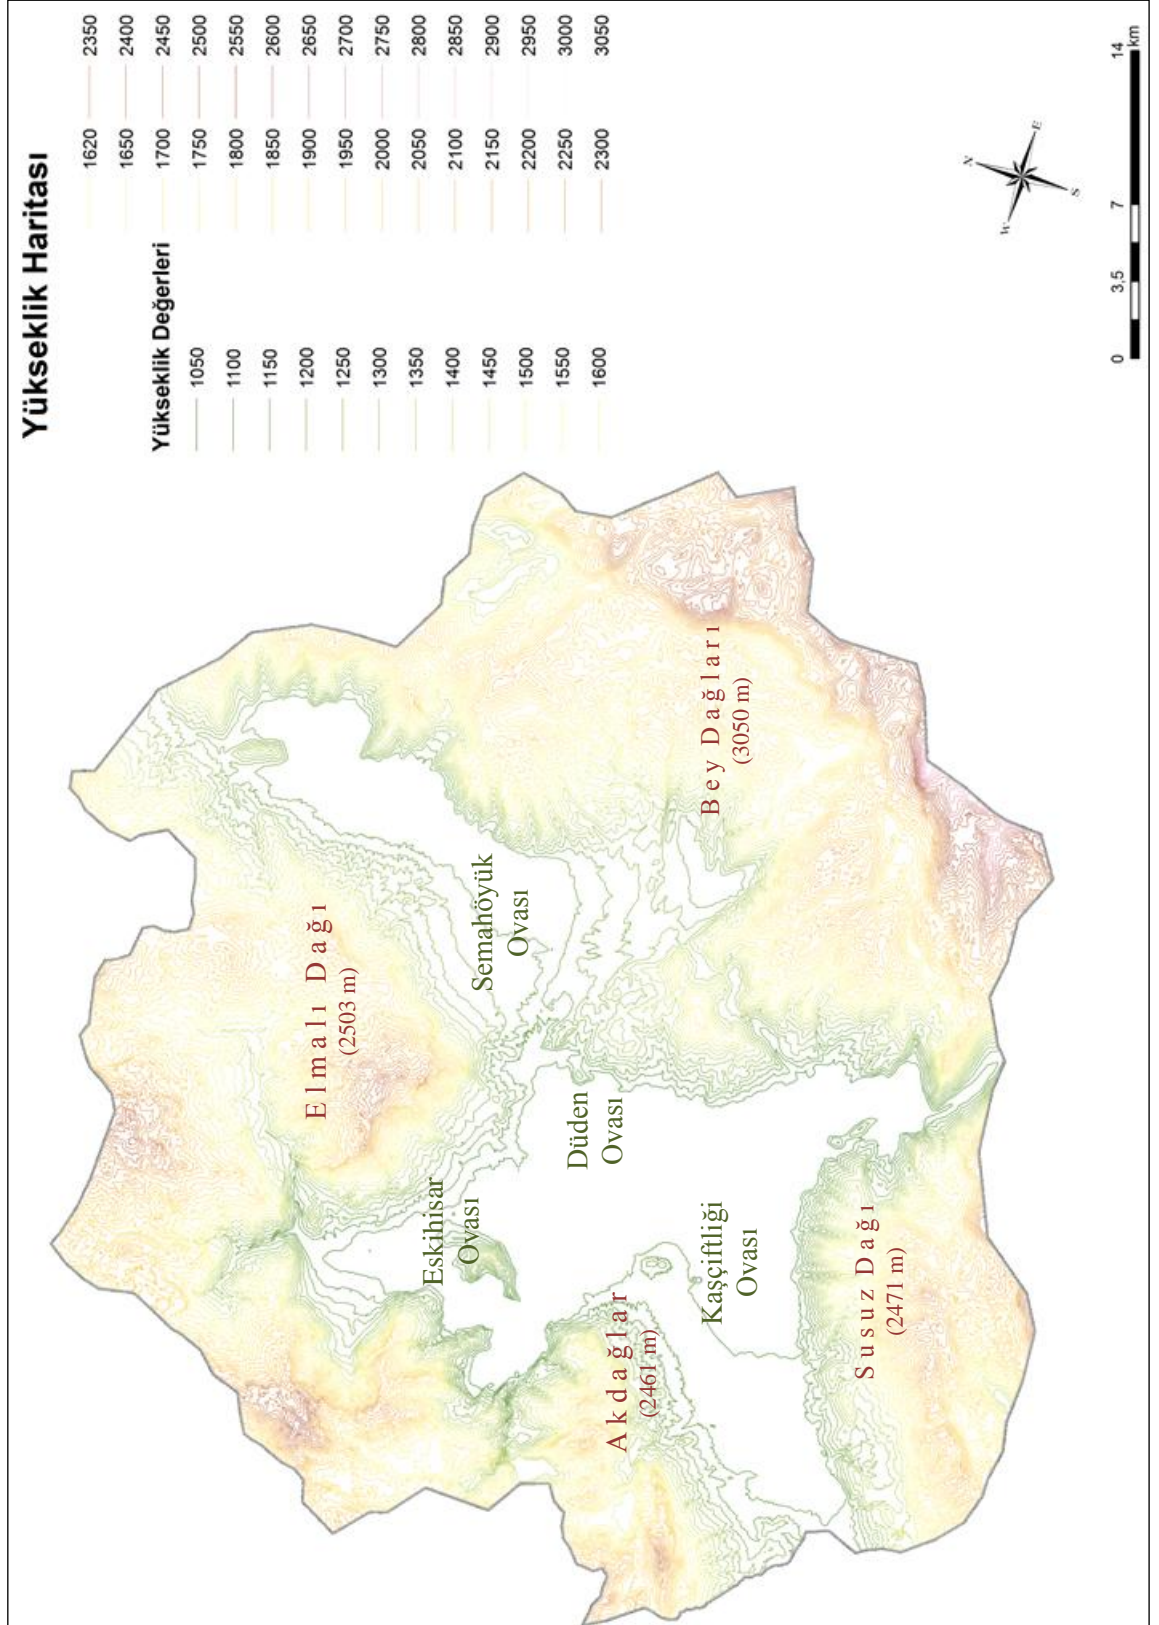 Yükseklik Haritası
Yükseklik Değerleri
1050
1100
1150
1200
1250
1300
1350
1400
1450
1500
1550
1600
1620
1650
1700
1750
1800
1850
1900
1950
2000
2050
2100
2150
2200
2250
2300
2350
2400
2450
2500
2550
2600
2650
2700
2750
2800
2850
2900
2950
3000
3050
Elmalı Dağı
(2503 m)
Semahöyük
Ovası
Bey Dağları
(3050 m)
Eskihisar
Ovası
Düden
Ovası
Akdağlar
(2461 m)
Kaşçiftliği
Ovası
Susuz Dağı
(2471 m)
N
E
S
W
0 3,5 7 14
km